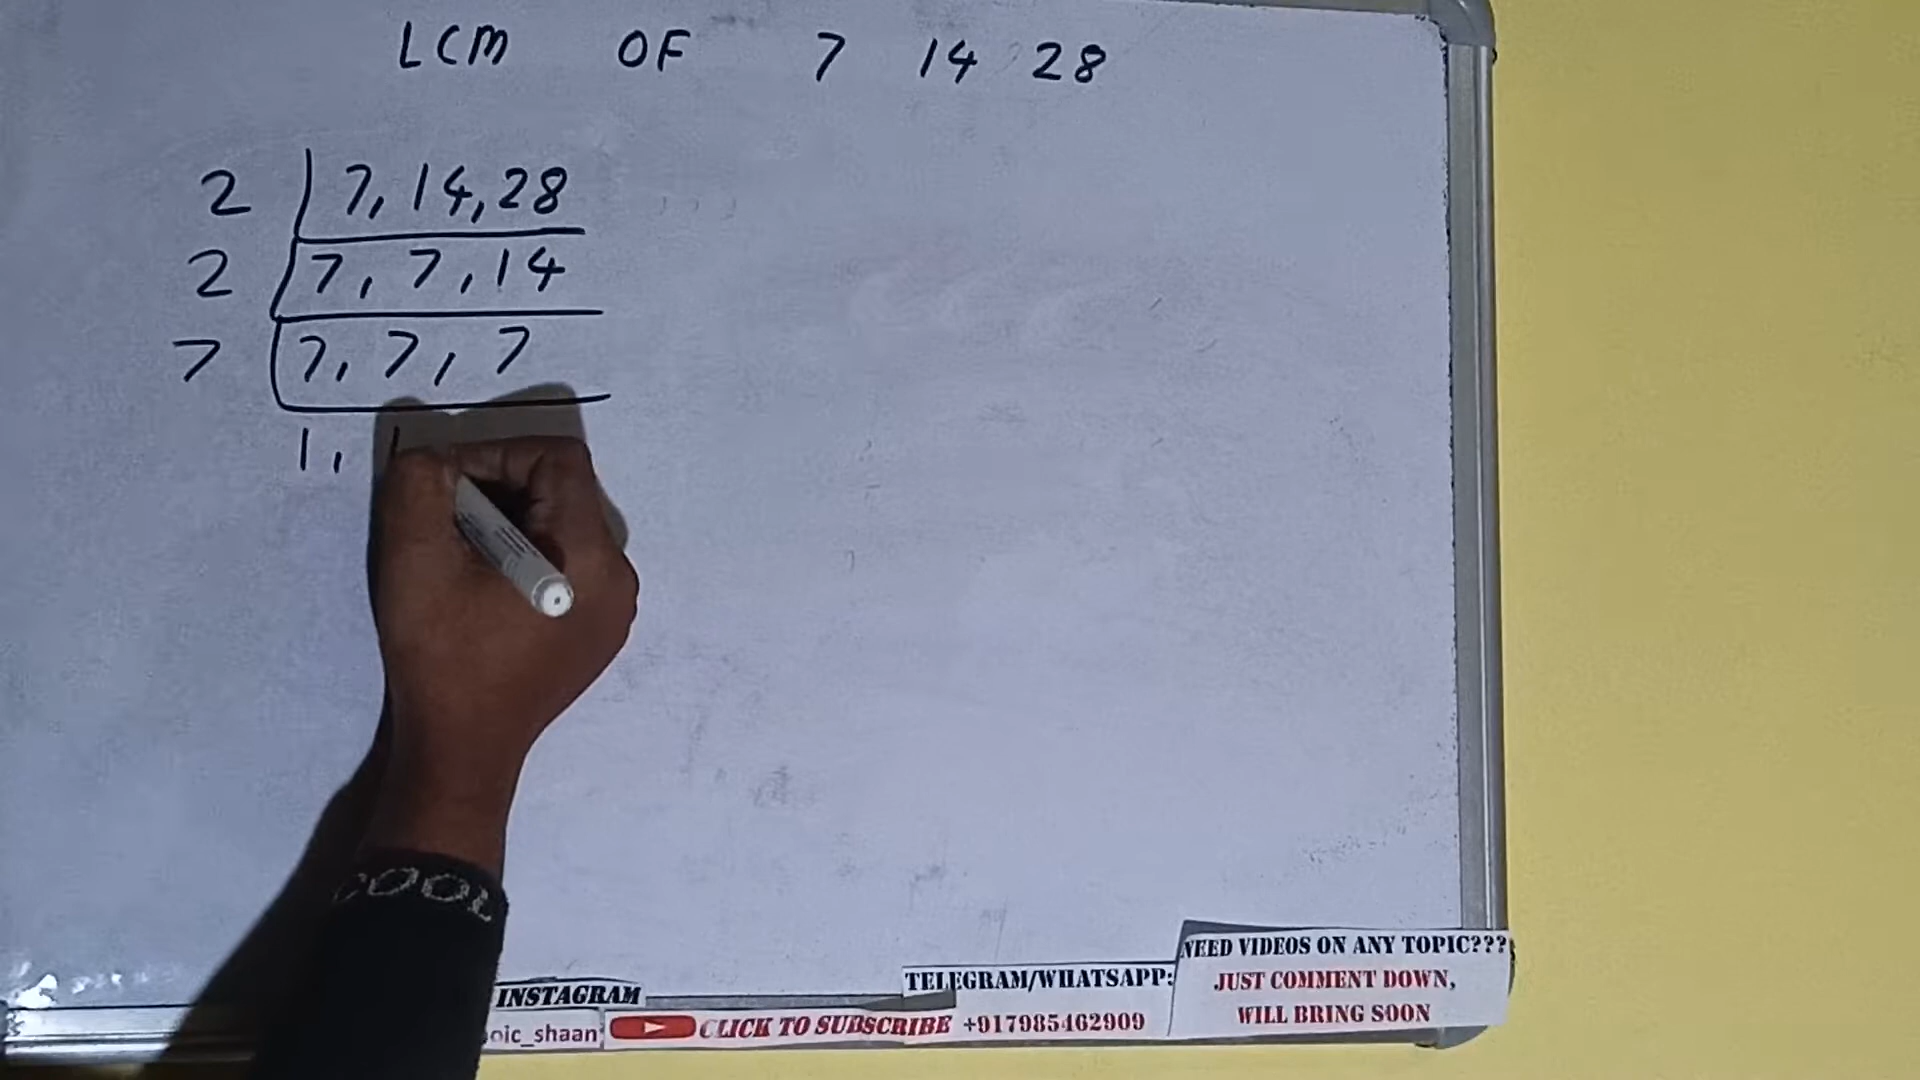 LCM OF 7 14 28
2 7, 14, 28
2 7, 7, 14
7 7, 7, 7
1, 1
COOL
NEED VIDEOS ON ANY TOPIC???
JUST COMMENT DOWN,
WILL BRING SOON
TELEGRAM/WHATSAPP:
+917985462909
INSTAGRAM
oic_shaan
CLICK TO SUBSCRIBE